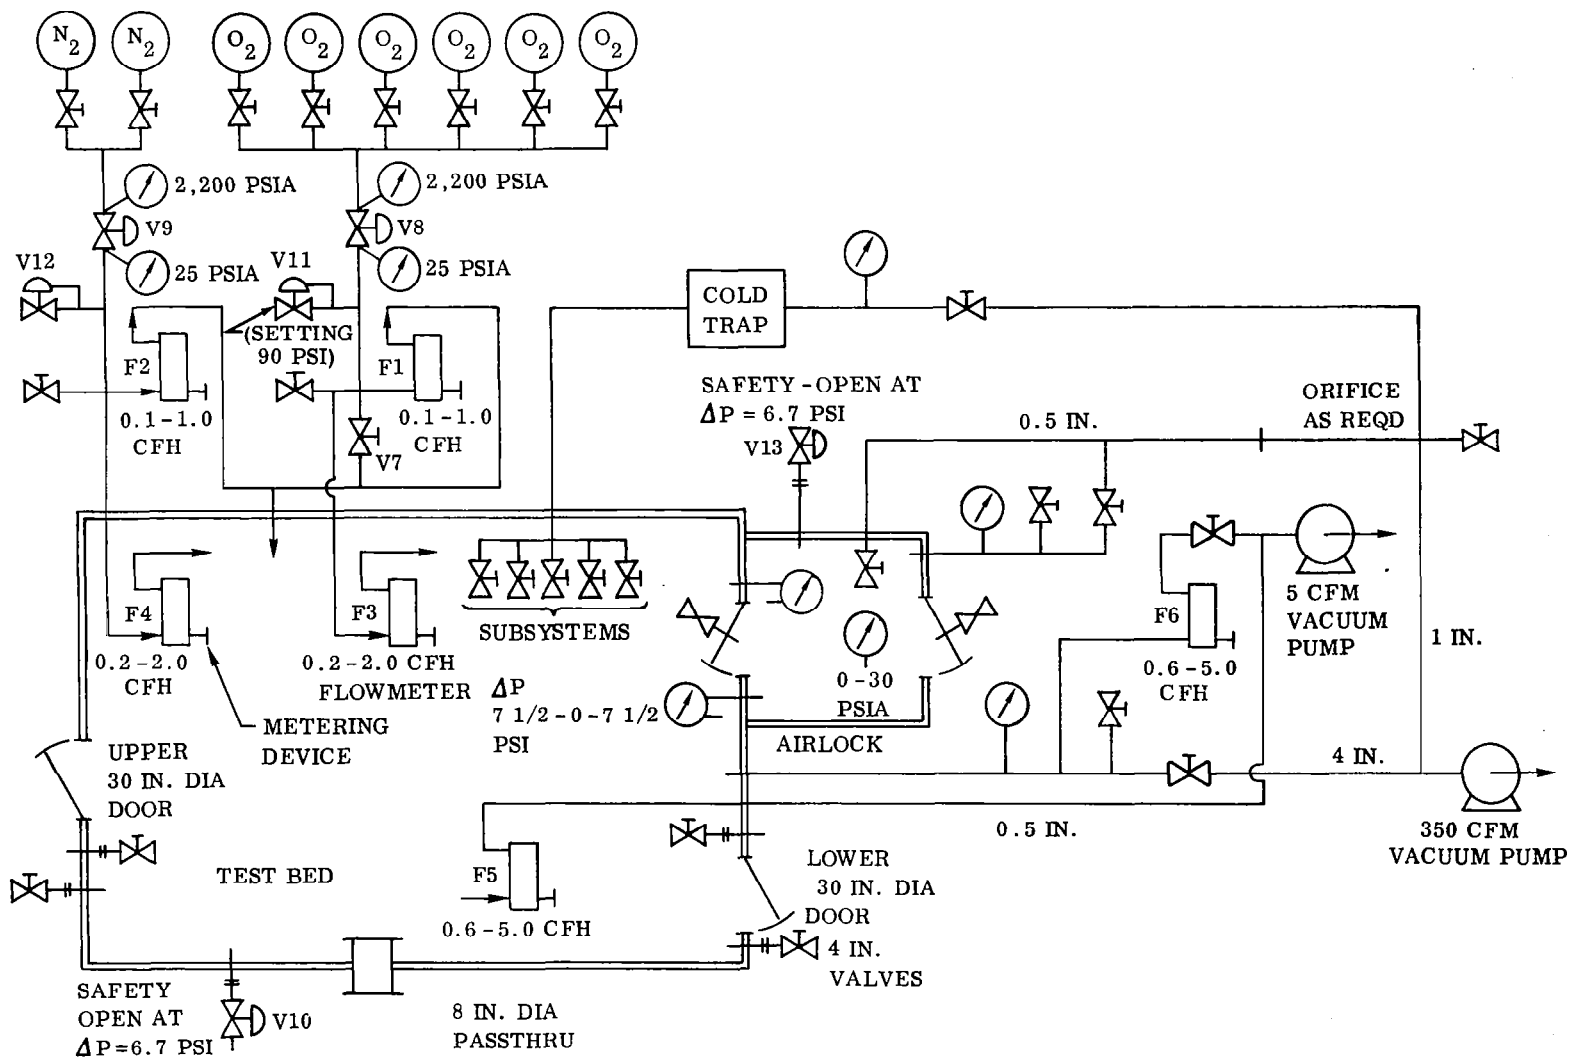 N2
N2
O2
O2
O2
O2
O2
O2
2,200 PSIA
2,200 PSIA
V9
V8
V12
25 PSIA
V11
25 PSIA
(SETTING
90 PSI)
COLD
TRAP
F2
F1
0.1-1.0
CFH
0.1-1.0
CFH
V7
SAFETY - OPEN AT
ΔP = 6.7 PSI
V13
0.5 IN.
ORIFICE
AS REQD
F4
F3
SUBSYSTEMS
F6
5 CFM
VACUUM
PUMP
1 IN.
0.2-2.0
CFH
0.2-2.0 CFH
FLOWMETER
ΔP
7 1/2-0-7 1/2
PSI
0-30
PSIA
0.6-5.0
CFH
METERING
DEVICE
AIRLOCK
UPPER
30 IN. DIA
DOOR
4 IN.
0.5 IN.
350 CFM
VACUUM PUMP
TEST BED
F5
0.6-5.0 CFH
LOWER
30 IN. DIA
DOOR
4 IN.
VALVES
SAFETY
OPEN AT
ΔP=6.7 PSI
V10
8 IN. DIA
PASSTHRU